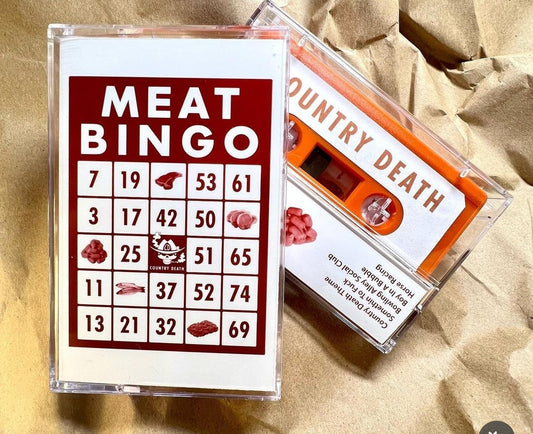 MEAT
BINGO
7 19 53 61
3 17 42 50
25 51 65
COUNTRY DEATH
11 37 52 74
13 21 32 69
OUNTRY DEATH
Country Death Theme
Somethin To Fuck
Bowling Alley Social Club
Boy In A Bubble
Horse Racing